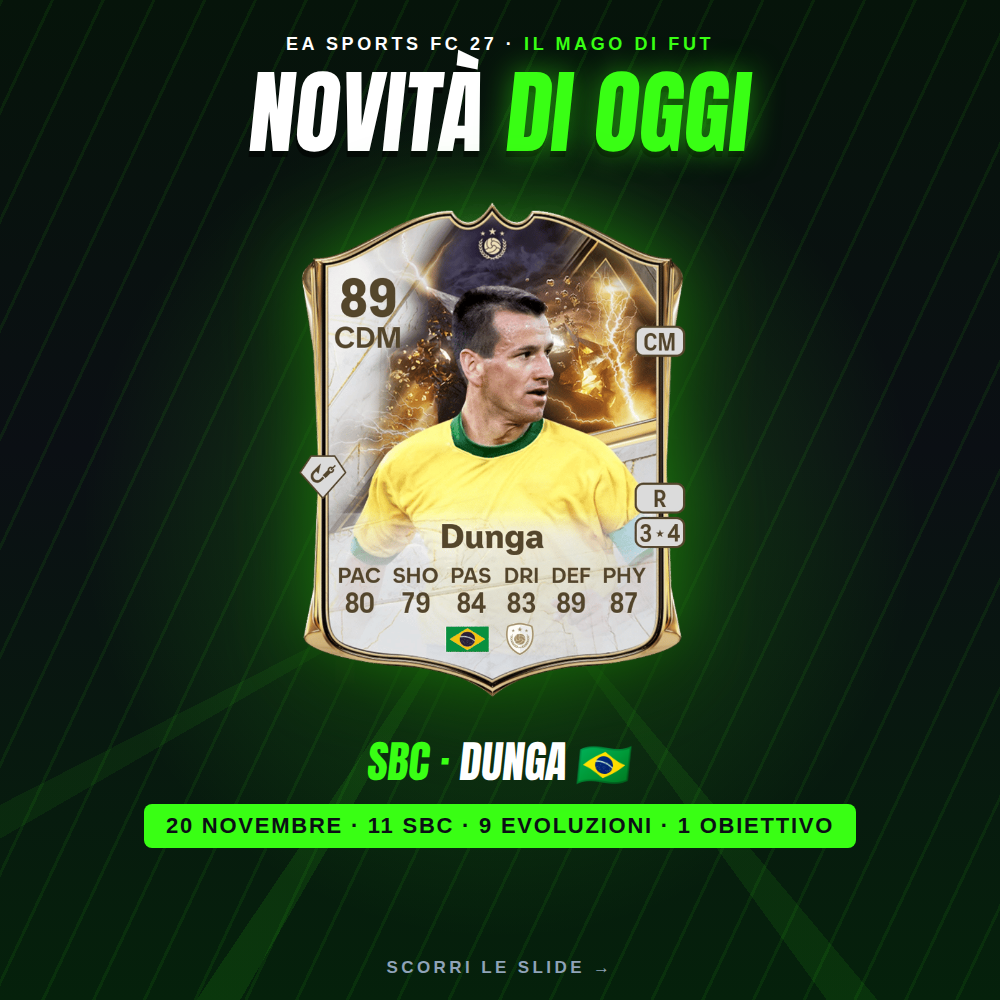 EA SPORTS FC 27 · IL MAGO DI FUT
NOVITÀ DI OGGI
89
CDM
CM
R
3★4
Dunga
PAC SHO PAS DRI DEF PHY
80 79 84 83 89 87
SBC · DUNGA
20 NOVEMBRE · 11 SBC · 9 EVOLUZIONI · 1 OBIETTIVO
SCORRI LE SLIDE →